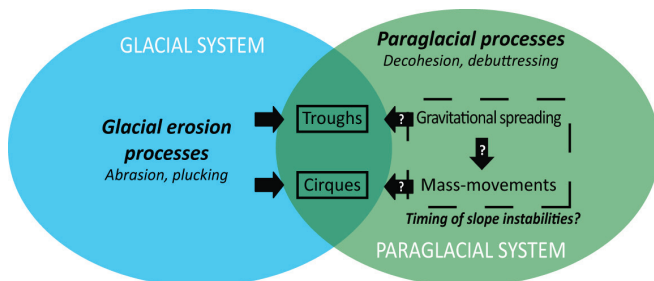 GLACIAL SYSTEM
Glacial erosion
processes
Abrasion, plucking
Troughs
Cirques
Paraglacial processes
Decohesion, debuttressing
? Gravitational spreading
?
? Mass-movements
Timing of slope instabilities?
PARAGLACIAL SYSTEM